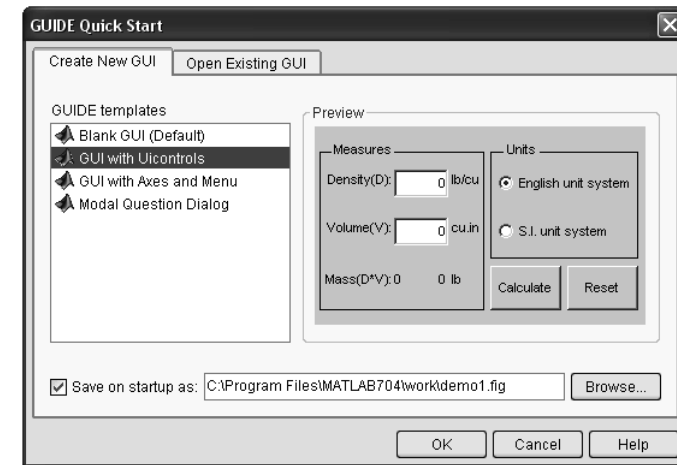 GUIDE Quick Start
Create New GUI
Open Existing GUI
GUIDE templates
Blank GUI (Default)
GUI with Uicontrols
GUI with Axes and Menu
Modal Question Dialog
Preview
Measures
Density(D): 0 lb/cu
Volume(V): 0 cu.in
Mass(D*V): 0 0 lb
Units
English unit system
S.I. unit system
Calculate
Reset
Save on startup as: C:\Program Files\MATLAB704\work\demo1.fig Browse...
OK Cancel Help